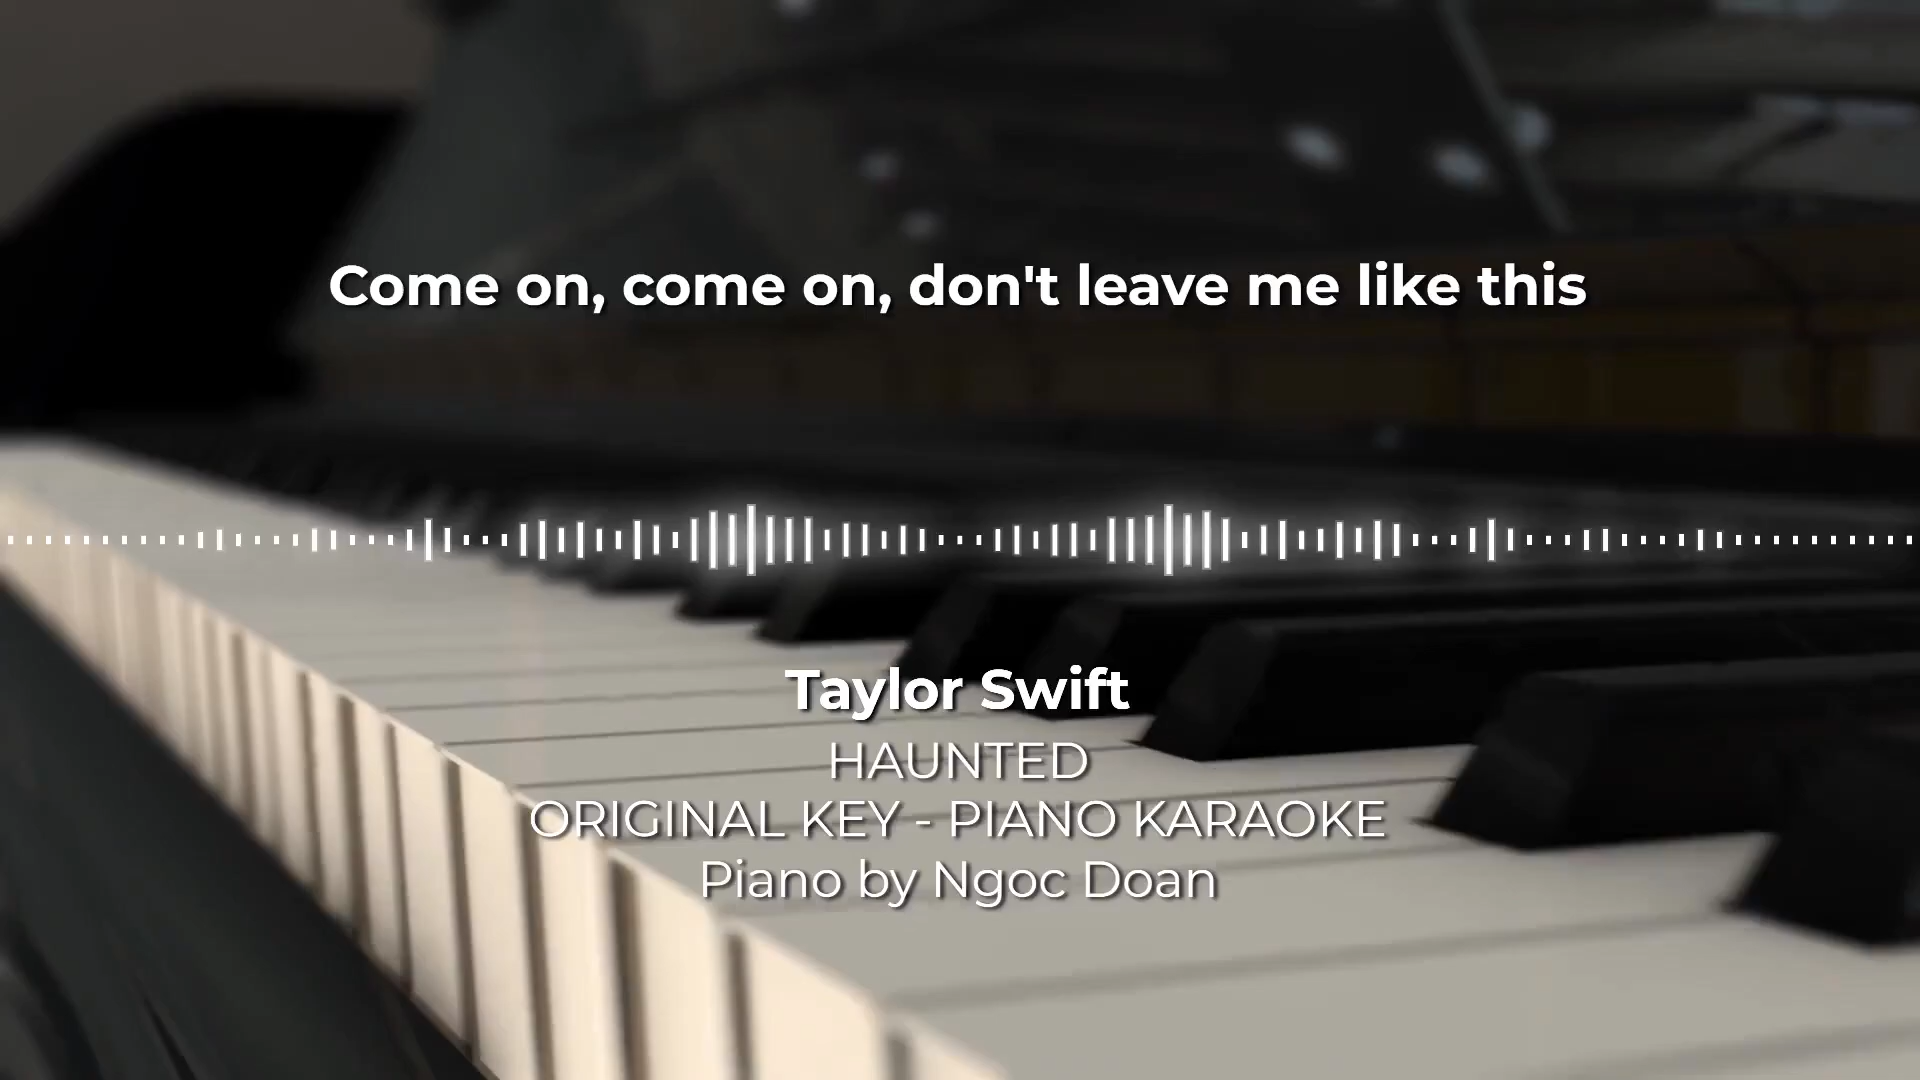 Come on, come on, don't leave me like this
Taylor Swift
HAUNTED
ORIGINAL KEY - PIANO KARAOKE
Piano by Ngoc Doan